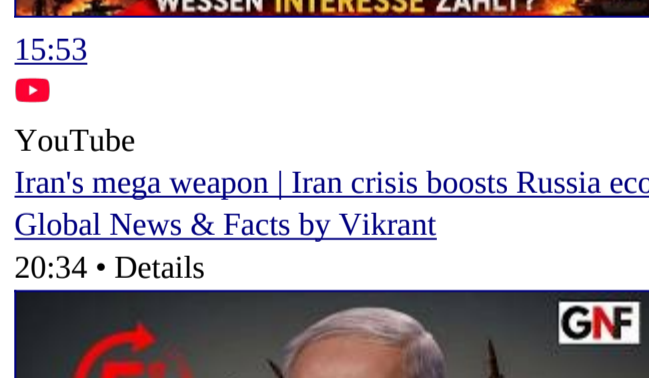 WESSEN INTERESSE ZÄHLT?
15:53
YouTube
Iran's mega weapon | Iran crisis boosts Russia eco
Global News & Facts by Vikrant
20:34 • Details
GNF